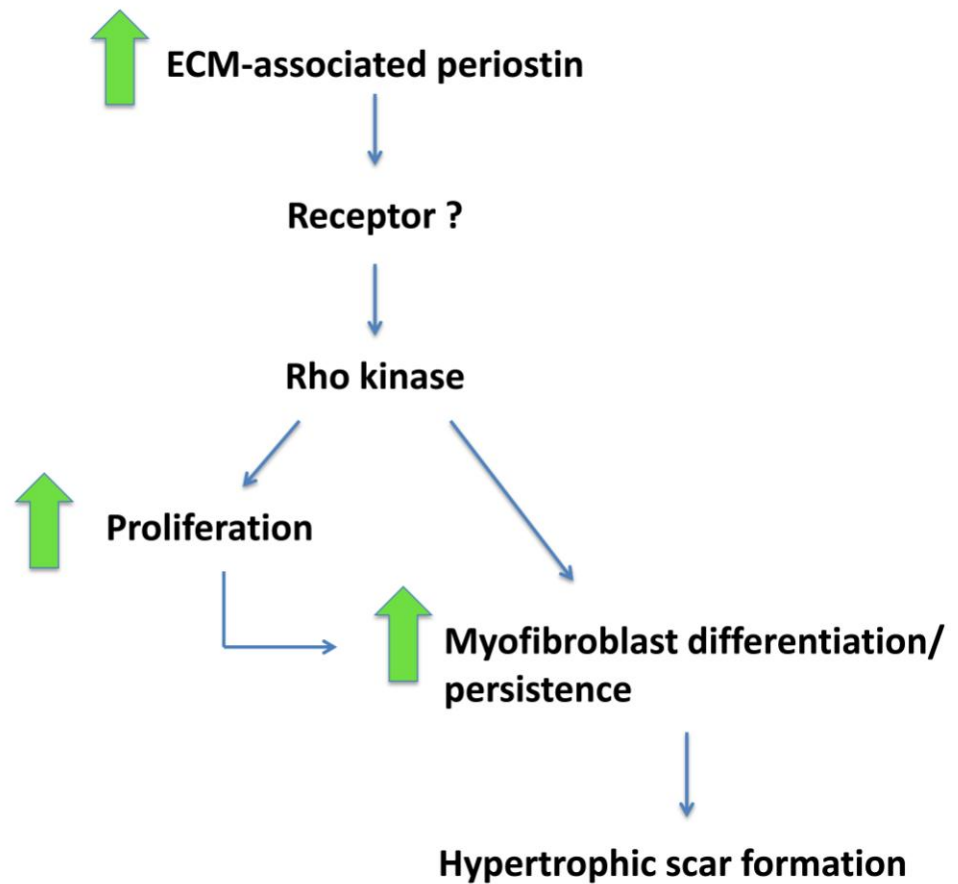 ECM-associated periostin
Receptor ?
Rho kinase
Proliferation
Myofibroblast differentiation/
persistence
Hypertrophic scar formation